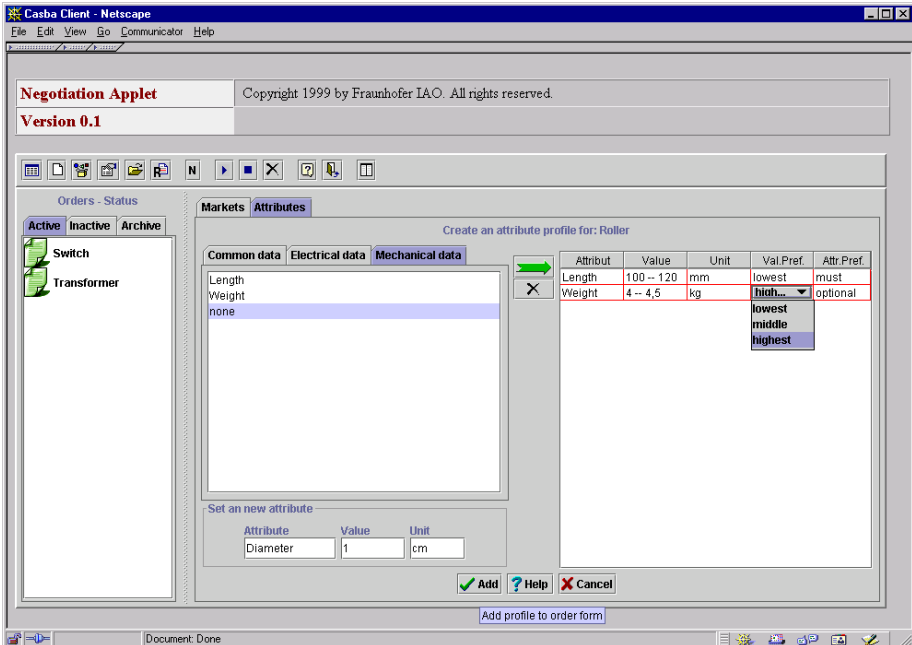 Casba Client - Netscape
File Edit View Go Communicator Help
Negotiation Applet Copyright 1999 by Fraunhofer IAO. All rights reserved.
Version 0.1
R N ?
Orders - Status
Active Inactive Archive
Switch
Transformer
Markets Attributes
Create an attribute profile for: Roller
Common data Electrical data Mechanical data
Length
Weight
none
Attribut Value Unit Val.Pref. Attr.Pref.
Length 100 -- 120 mm lowest must
Weight 4 -- 4,5 kg high... optional
lowest
middle
highest
Set an new attribute
Attribute Value Unit
Diameter 1 cm
Add ? Help Cancel
Add profile to order form
Document: Done